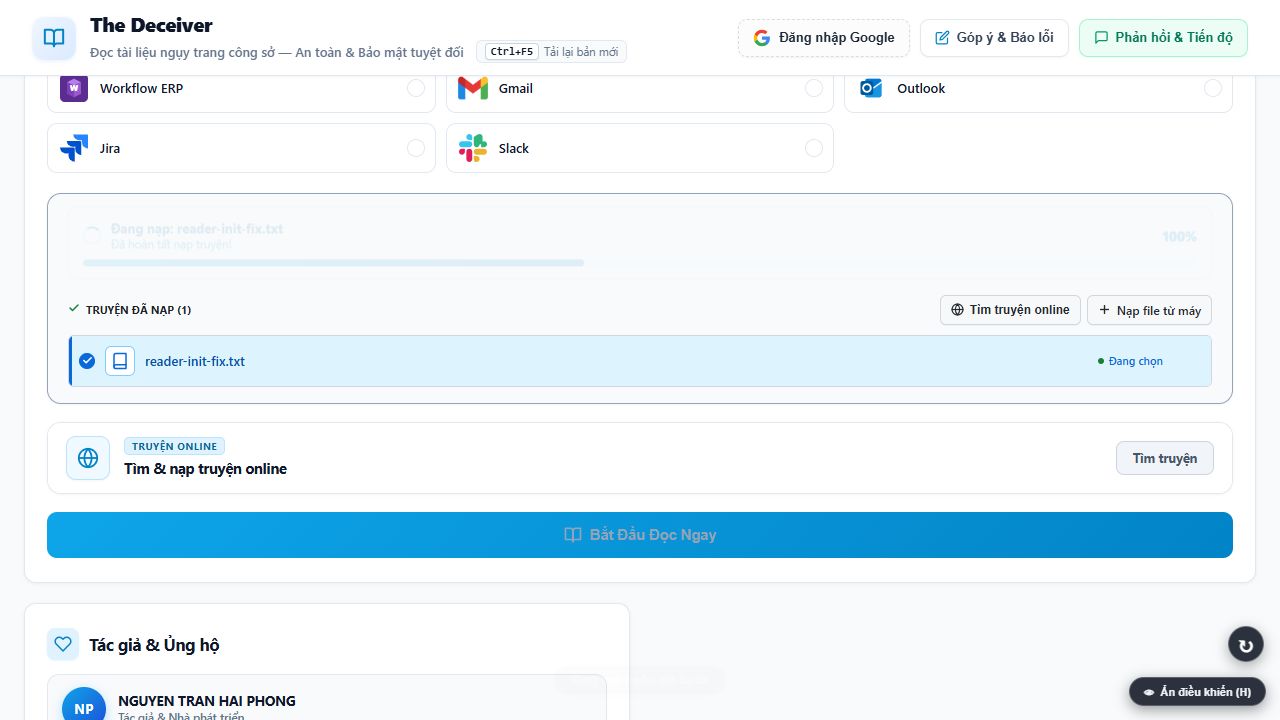 The Deceiver
Đọc tài liệu ngụy trang công sở — An toàn & Bảo mật tuyệt đối
Ctrl+F5 Tải lại bản mới
Đăng nhập Google
Góp ý & Báo lỗi
Phản hồi & Tiến độ
Workflow ERP
Gmail
Outlook
Jira
Slack
Đang nạp: reader-init-fix.txt
Đã hoàn tất nạp truyện!
100%
TRUYỆN ĐÃ NẠP (1)
Tìm truyện online
Nạp file từ máy
reader-init-fix.txt
Đang chọn
TRUYỆN ONLINE
Tìm & nạp truyện online
Tìm truyện
Bắt Đầu Đọc Ngay
Tác giả & Ủng hộ
NP
NGUYEN TRAN HAI PHONG
Tác giả & Nhà phát triển
Ẩn điều khiển (H)